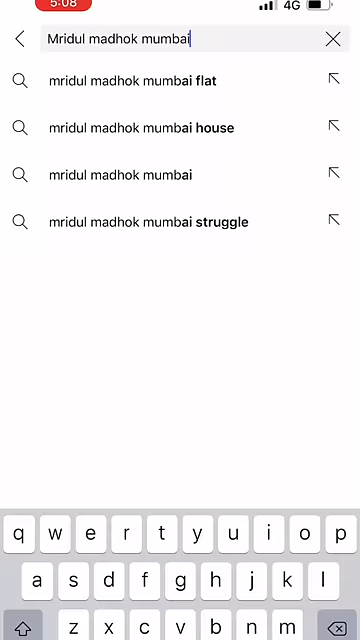 5:08
4G
Mridul madhok mumbai
mridul madhok mumbai flat
mridul madhok mumbai house
mridul madhok mumbai
mridul madhok mumbai struggle
q w e r t y u i o p
a s d f g h j k l
z x c v b n m